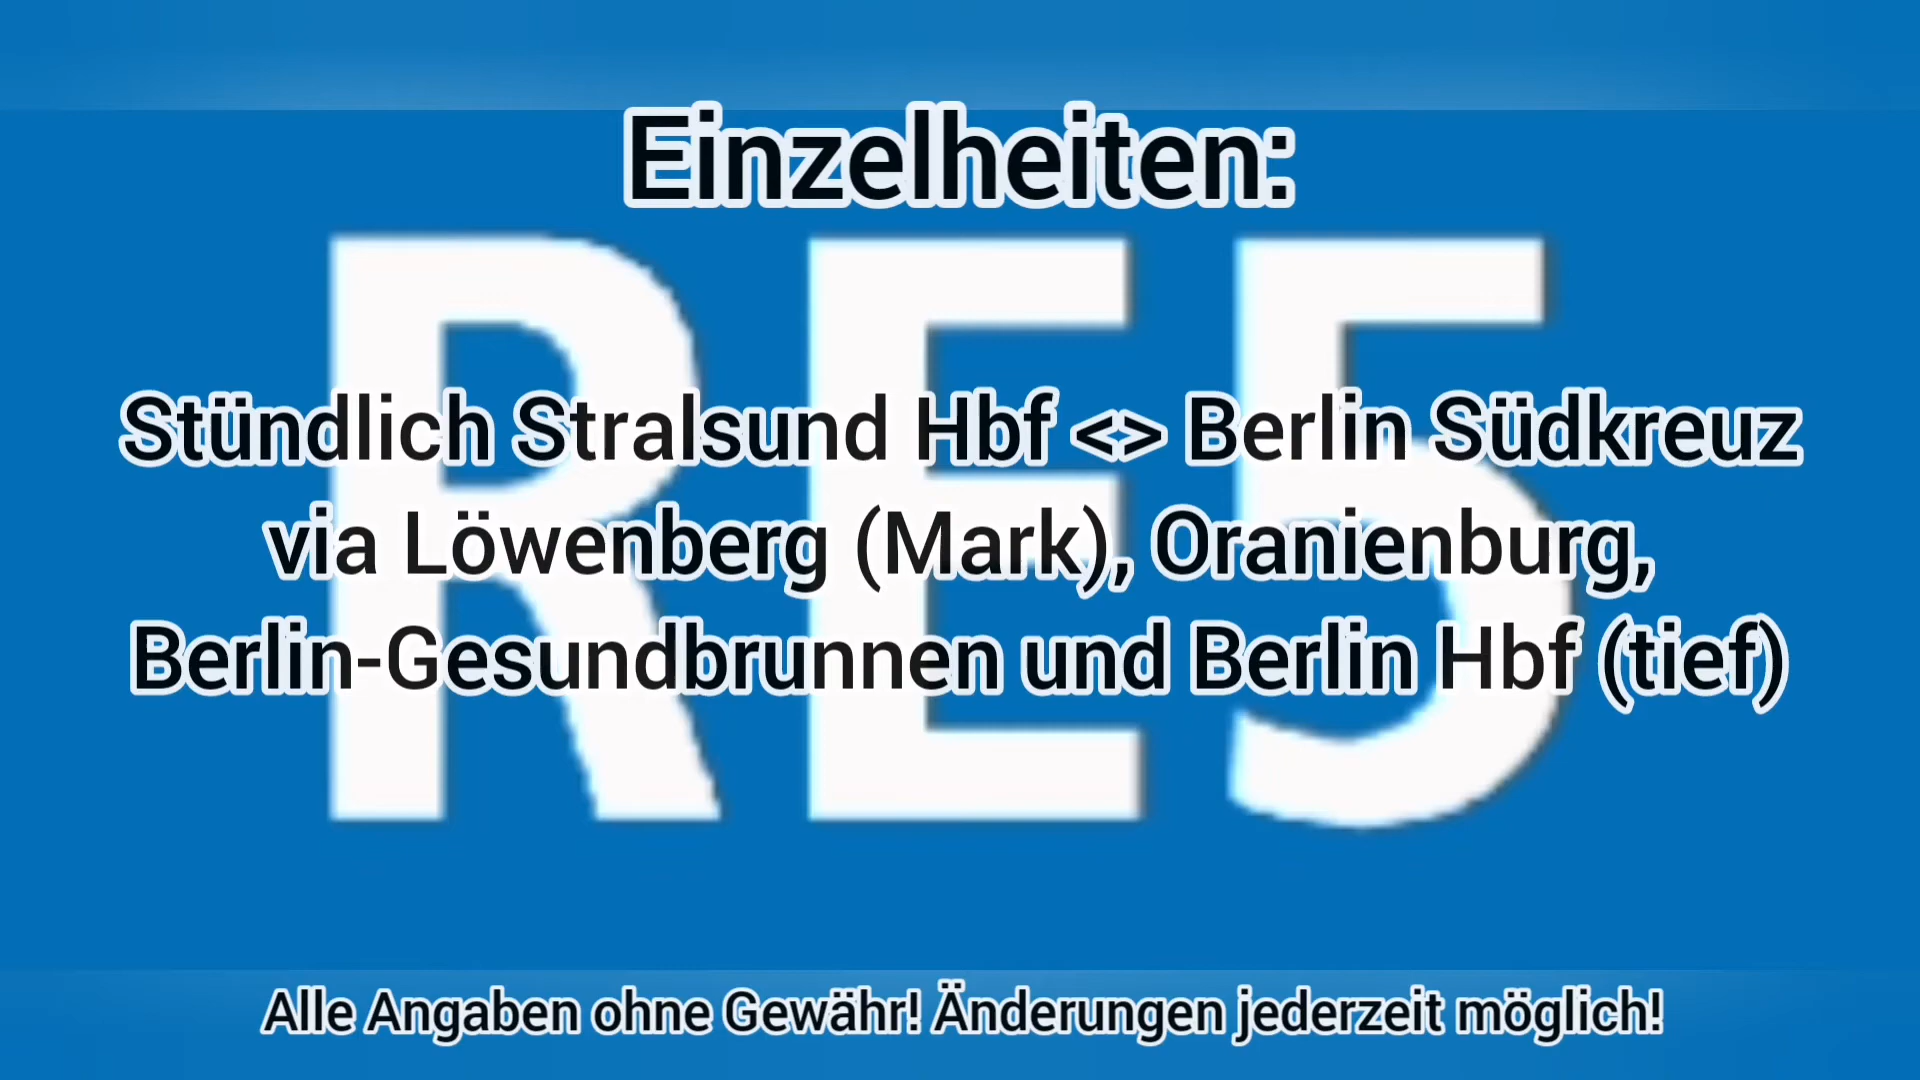 Einzelheiten:
RE5
Stündlich Stralsund Hbf <> Berlin Südkreuz
via Löwenberg (Mark), Oranienburg,
Berlin-Gesundbrunnen und Berlin Hbf (tief)
Alle Angaben ohne Gewähr! Änderungen jederzeit möglich!